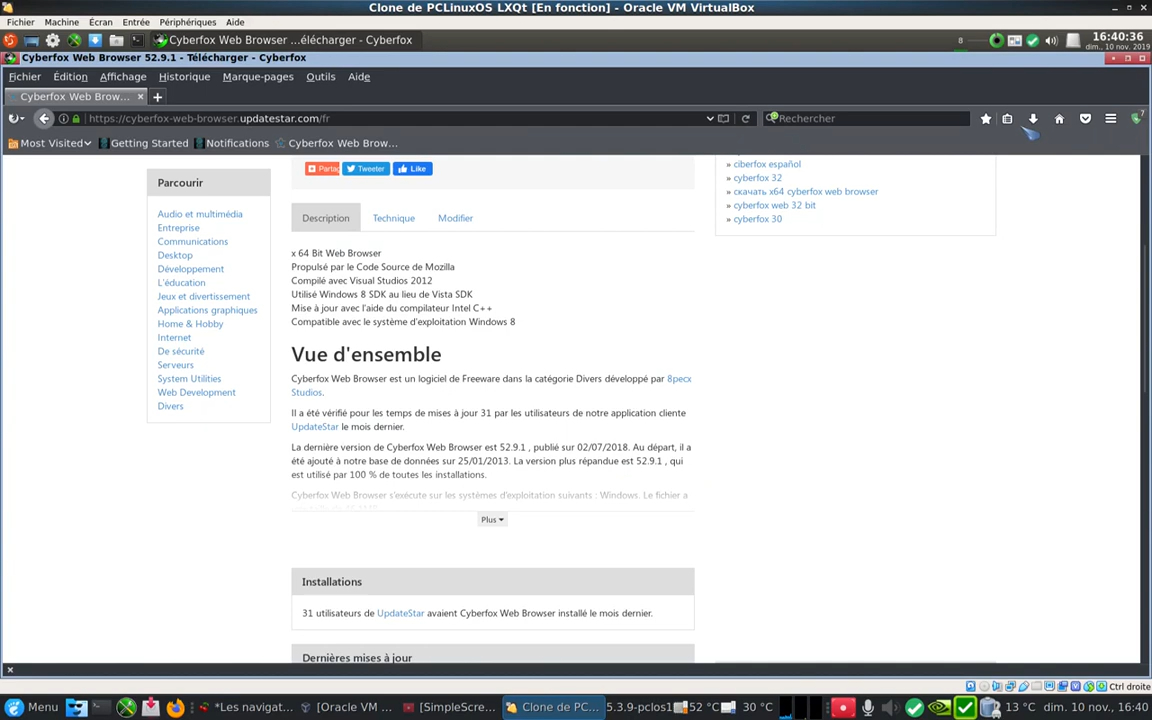 Clone de PCLinuxOS LXQt [En fonction] - Oracle VM VirtualBox
Fichier Machine Écran Entrée Périphériques Aide
Cyberfox Web Browser ...élécharger - Cyberfox
8
16:40:36
dim., 10 nov. 2019
Cyberfox Web Browser 52.9.1 - Télécharger - Cyberfox
Fichier Édition Affichage Historique Marque-pages Outils Aide
Cyberfox Web Brow... × +
https://cyberfox-web-browser.updatestar.com/fr
Rechercher
7
Most Visited Getting Started Notifications Cyberfox Web Brow...
Parta
Tweeter
Like
» ciberfox español
» cyberfox 32
» скачать x64 cyberfox web browser
» cyberfox web 32 bit
» cyberfox 30
Parcourir
Audio et multimédia
Entreprise
Communications
Desktop
Développement
L'éducation
Jeux et divertissement
Applications graphiques
Home & Hobby
Internet
De sécurité
Serveurs
System Utilities
Web Development
Divers
Description Technique Modifier
x 64 Bit Web Browser
Propulsé par le Code Source de Mozilla
Compilé avec Visual Studios 2012
Utilisé Windows 8 SDK au lieu de Vista SDK
Mise à jour avec l'aide du compilateur Intel C++
Compatible avec le système d'exploitation Windows 8
Vue d'ensemble
Cyberfox Web Browser est un logiciel de Freeware dans la catégorie Divers développé par 8pecx
Studios.
Il a été vérifié pour les temps de mises à jour 31 par les utilisateurs de notre application cliente
UpdateStar le mois dernier.
La dernière version de Cyberfox Web Browser est 52.9.1 , publié sur 02/07/2018. Au départ, il a
été ajouté à notre base de données sur 25/01/2013. La version plus répandue est 52.9.1 , qui
est utilisé par 100 % de toutes les installations.
Cyberfox Web Browser s'exécute sur les systèmes d'exploitation suivants : Windows. Le fichier a
Plus
Installations
31 utilisateurs de UpdateStar avaient Cyberfox Web Browser installé le mois dernier.
Dernières mises à jour
Ctrl droite
Menu
*Les navigat...
[Oracle VM ...
[SimpleScre...
Clone de PC...
5.3.9-pclos1
52 °C
30 °C
13 °C
dim. 10 nov., 16:40